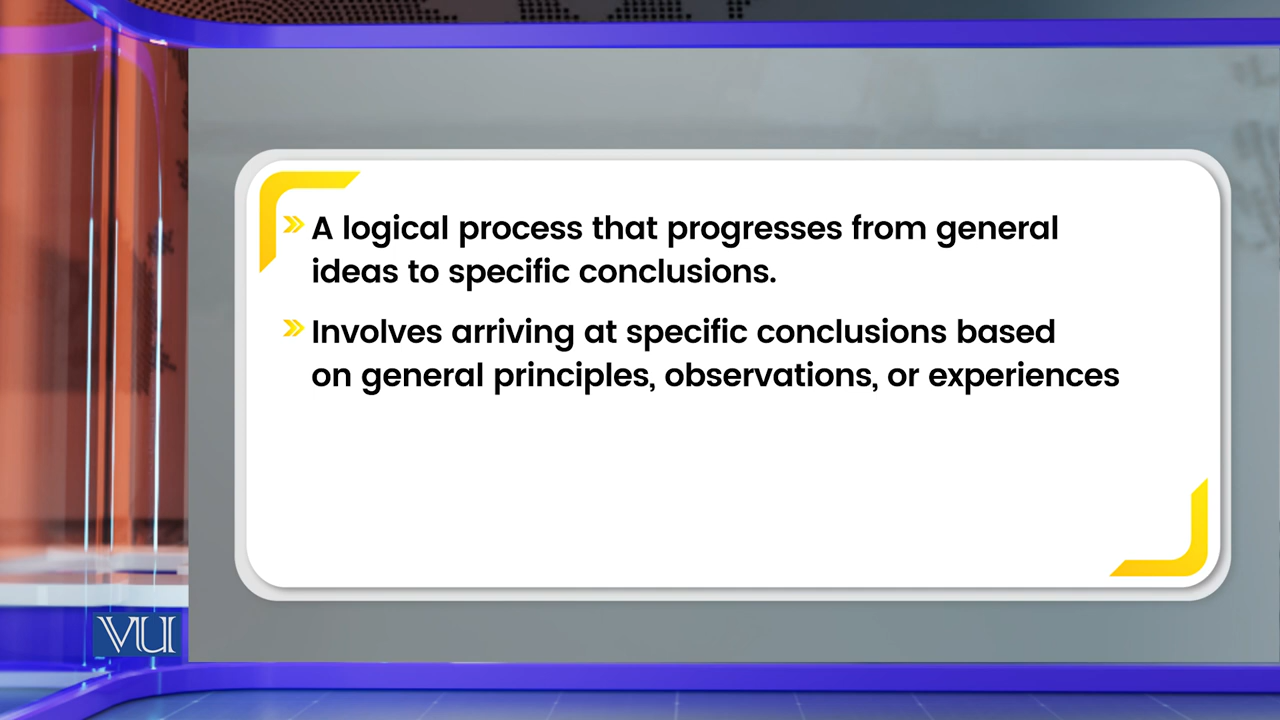 A logical process that progresses from general
ideas to specific conclusions.
Involves arriving at specific conclusions based
on general principles, observations, or experiences
VU